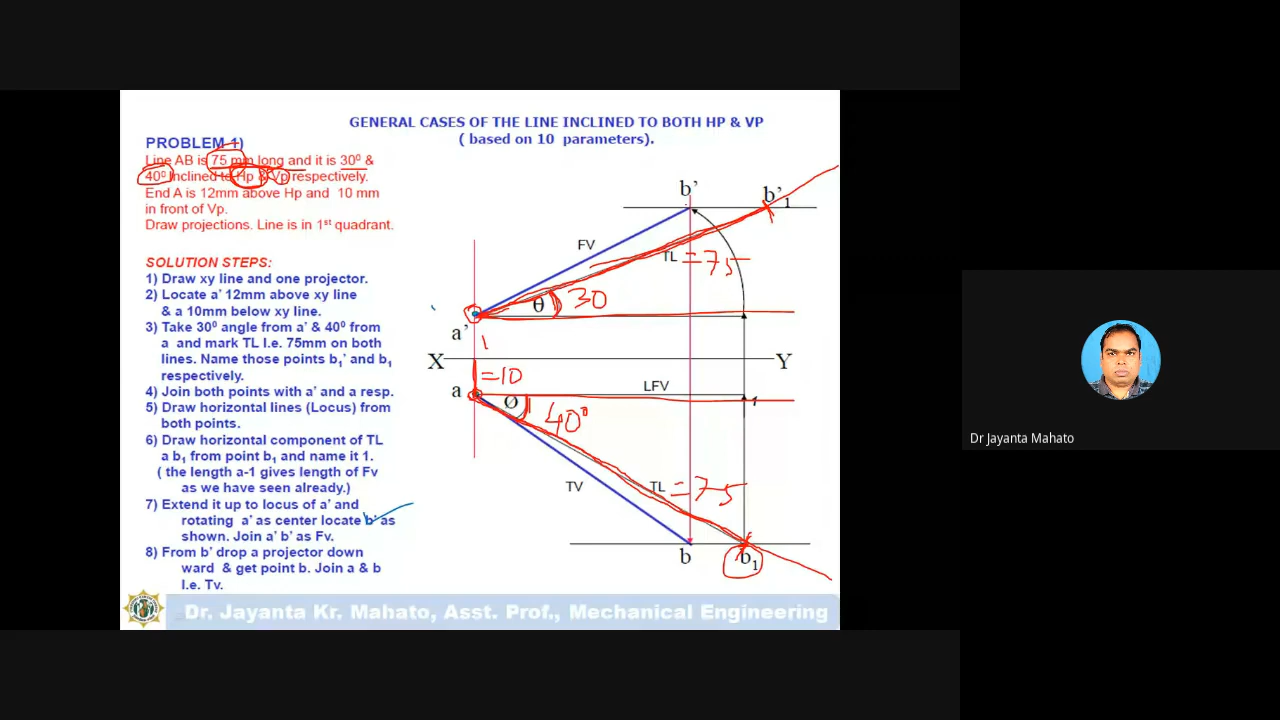 GENERAL CASES OF THE LINE INCLINED TO BOTH HP & VP
( based on 10 parameters).
PROBLEM 1)
Line AB is 75 mm long and it is 30⁰ &
40⁰ Inclined to Hp & Vp respectively.
End A is 12mm above Hp and 10 mm
in front of Vp.
Draw projections. Line is in 1st quadrant.
SOLUTION STEPS:
1) Draw xy line and one projector.
2) Locate a’ 12mm above xy line
& a 10mm below xy line.
3) Take 30⁰ angle from a’ & 40⁰ from
a and mark TL I.e. 75mm on both
lines. Name those points b₁’ and b₁
respectively.
4) Join both points with a’ and a resp.
5) Draw horizontal lines (Locus) from
both points.
6) Draw horizontal component of TL
a b₁ from point b₁ and name it 1.
( the length a-1 gives length of Fv
as we have seen already.)
7) Extend it up to locus of a’ and
rotating a’ as center locate b’ as
shown. Join a’ b’ as Fv.
8) From b’ drop a projector down
ward & get point b. Join a & b
I.e. Tv.
b’
b’₁
FV
TL = 75
θ 30
a’
1
X
Y
= 10
LFV
a
Ø
1
40⁰
TV
TL = 75
b
b₁
Dr. Jayanta Kr. Mahato, Asst. Prof., Mechanical Engineering
Dr Jayanta Mahato